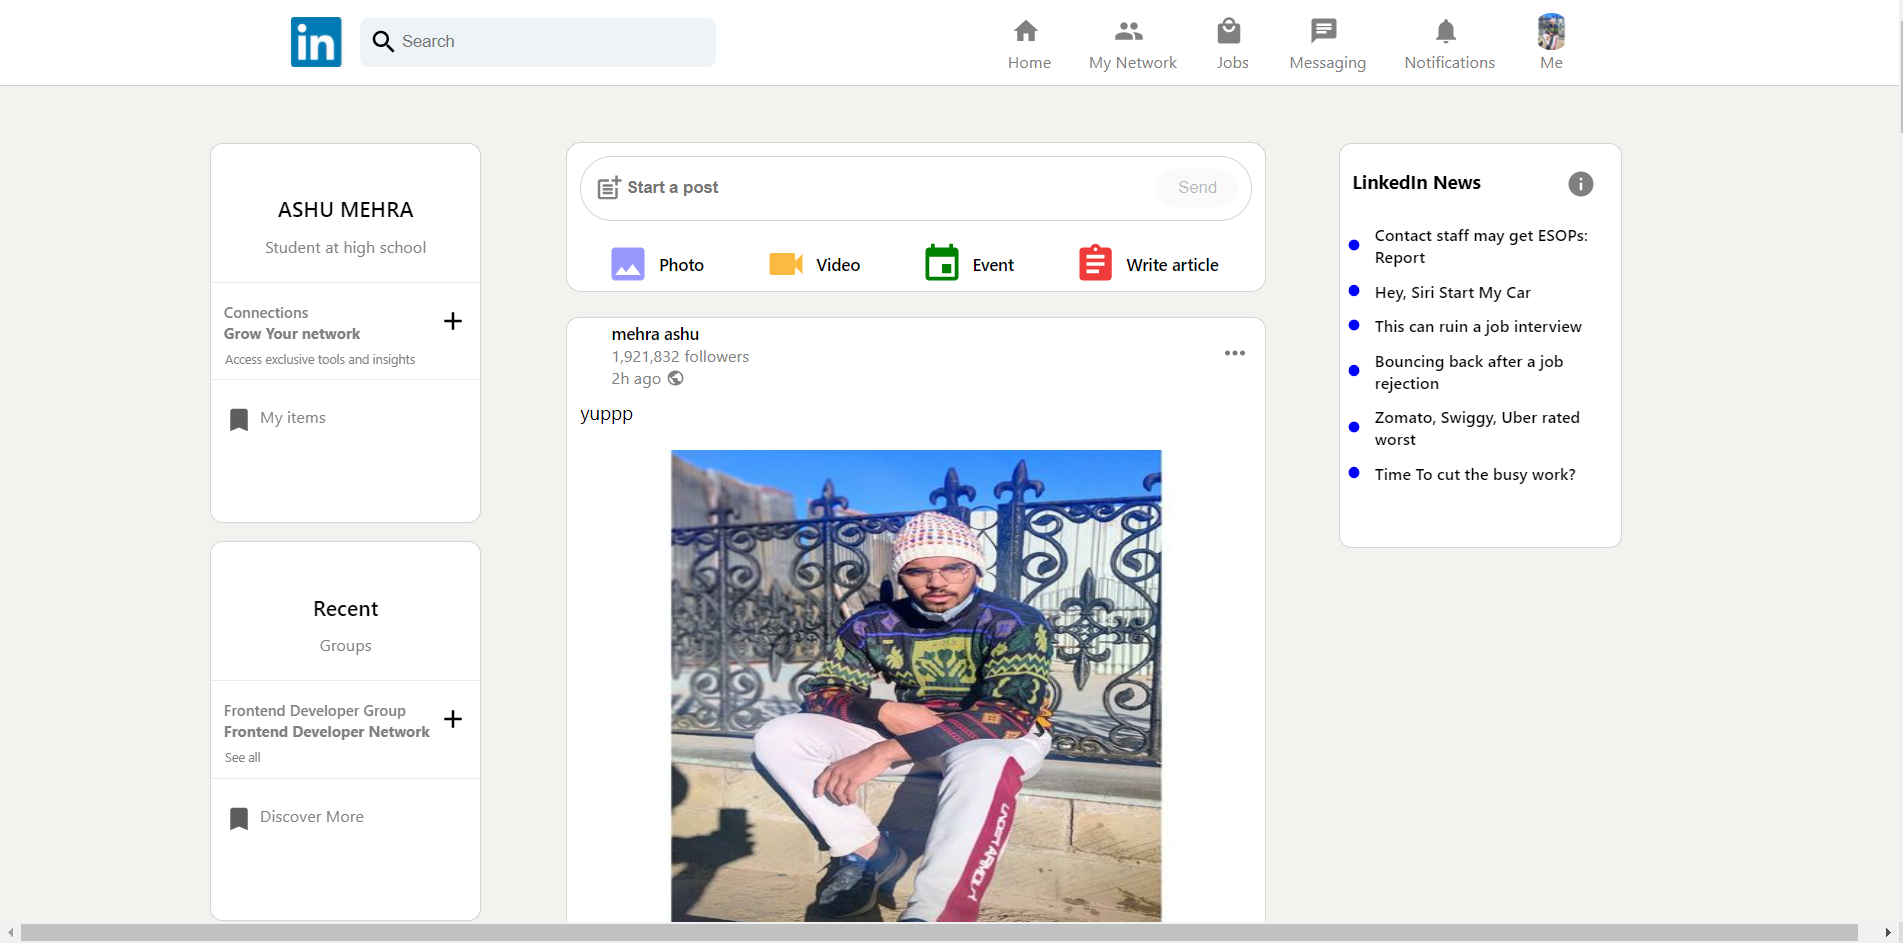 in
Search
Home
My Network
Jobs
Messaging
Notifications
Me
ASHU MEHRA
Student at high school
Connections
Grow Your network
Access exclusive tools and insights
My items
Recent
Groups
Frontend Developer Group
Frontend Developer Network
See all
Discover More
Start a post
Send
Photo
Video
Event
Write article
mehra ashu
1,921,832 followers
2h ago
yuppp
LinkedIn News
Contact staff may get ESOPs:
Report
Hey, Siri Start My Car
This can ruin a job interview
Bouncing back after a job
rejection
Zomato, Swiggy, Uber rated
worst
Time To cut the busy work?